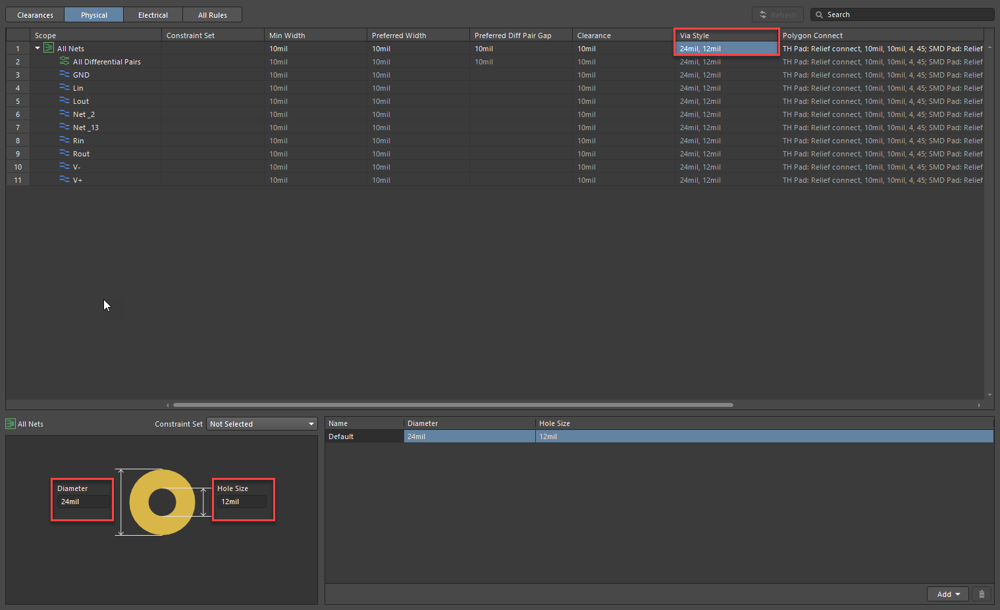 Clearances Physical Electrical All Rules Refresh Search
Scope Constraint Set Min Width Preferred Width Preferred Diff Pair Gap Clearance Via Style Polygon Connect
1 All Nets 10mil 10mil 10mil 10mil 24mil, 12mil TH Pad: Relief connect, 10mil, 10mil, 4, 45; SMD Pad: Relief
2 All Differential Pairs 10mil 10mil 10mil 10mil 24mil, 12mil TH Pad: Relief connect, 10mil, 10mil, 4, 45; SMD Pad: Relief
3 GND 10mil 10mil 10mil 24mil, 12mil TH Pad: Relief connect, 10mil, 10mil, 4, 45; SMD Pad: Relief
4 Lin 10mil 10mil 10mil 24mil, 12mil TH Pad: Relief connect, 10mil, 10mil, 4, 45; SMD Pad: Relief
5 Lout 10mil 10mil 10mil 24mil, 12mil TH Pad: Relief connect, 10mil, 10mil, 4, 45; SMD Pad: Relief
6 Net _2 10mil 10mil 10mil 24mil, 12mil TH Pad: Relief connect, 10mil, 10mil, 4, 45; SMD Pad: Relief
7 Net _13 10mil 10mil 10mil 24mil, 12mil TH Pad: Relief connect, 10mil, 10mil, 4, 45; SMD Pad: Relief
8 Rin 10mil 10mil 10mil 24mil, 12mil TH Pad: Relief connect, 10mil, 10mil, 4, 45; SMD Pad: Relief
9 Rout 10mil 10mil 10mil 24mil, 12mil TH Pad: Relief connect, 10mil, 10mil, 4, 45; SMD Pad: Relief
10 V- 10mil 10mil 10mil 24mil, 12mil TH Pad: Relief connect, 10mil, 10mil, 4, 45; SMD Pad: Relief
11 V+ 10mil 10mil 10mil 24mil, 12mil TH Pad: Relief connect, 10mil, 10mil, 4, 45; SMD Pad: Relief
All Nets Constraint Set Not Selected
Diameter Hole Size
24mil 12mil
Name Diameter Hole Size
Default 24mil 12mil
Add